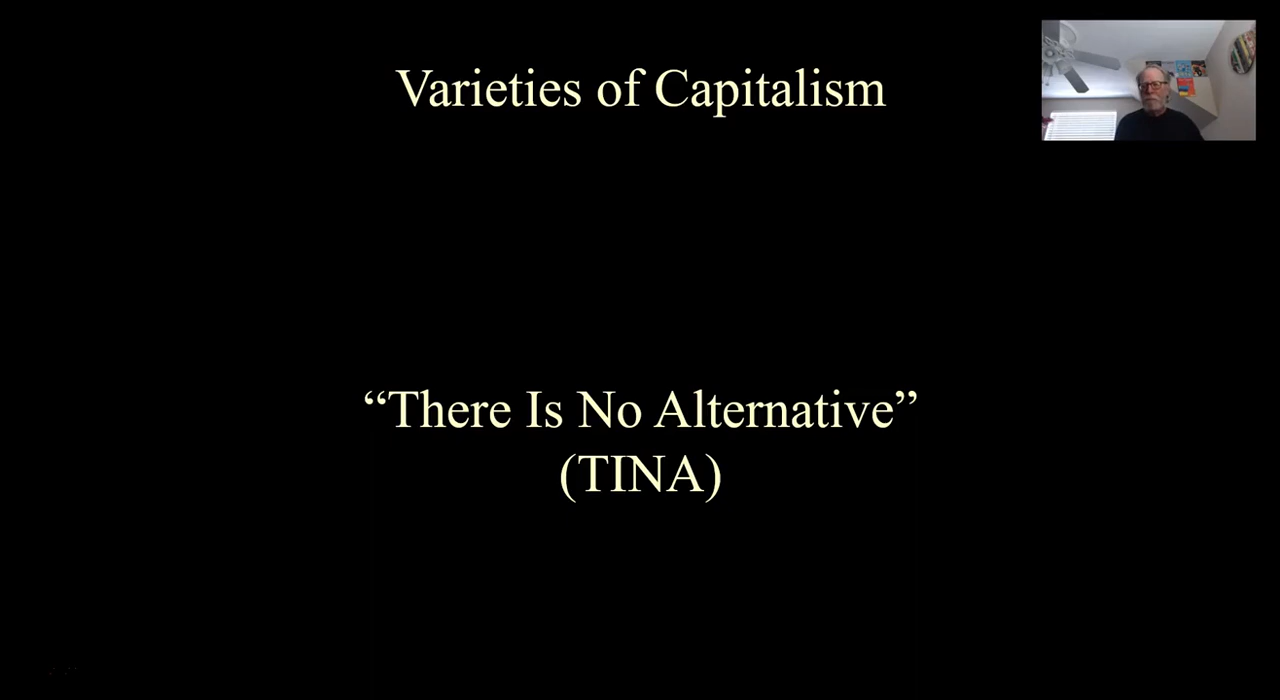 Varieties of Capitalism
“There Is No Alternative”
(TINA)